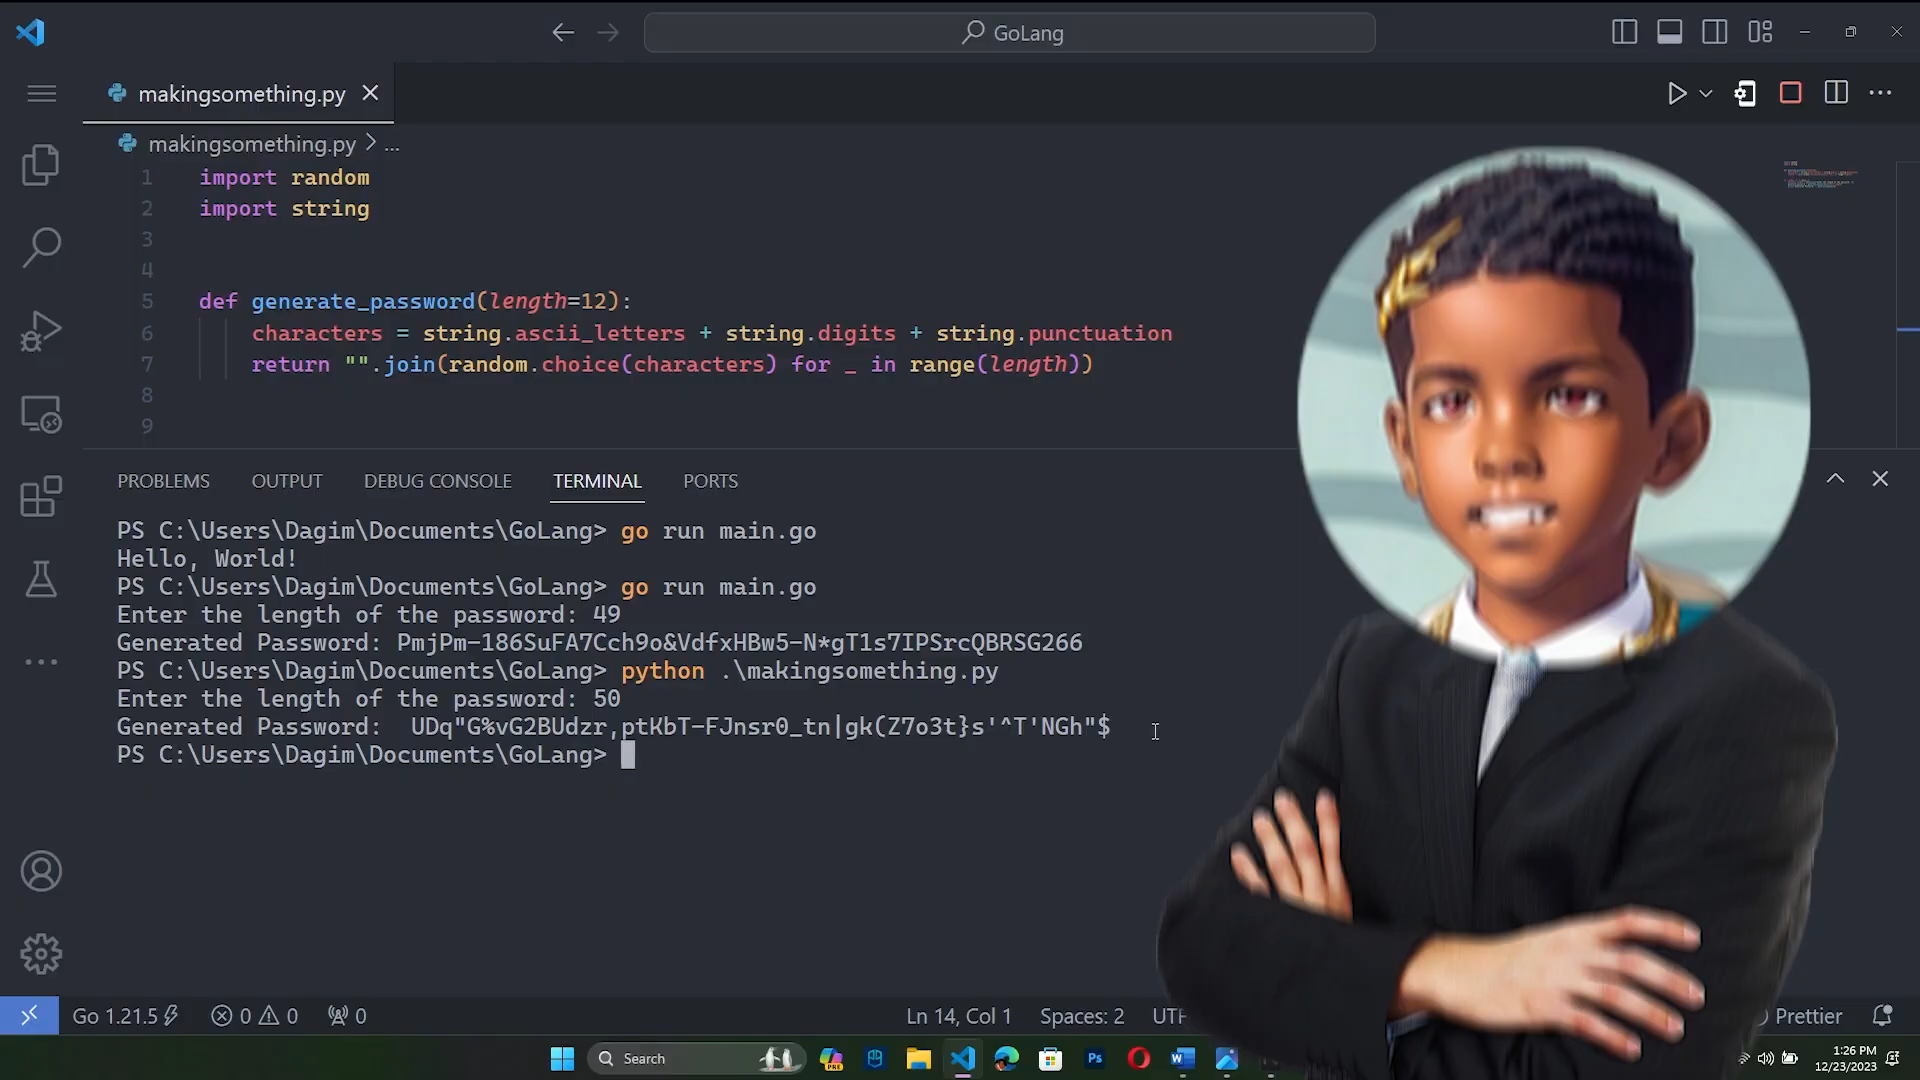 GoLang
makingsomething.py
makingsomething.py > ...
1 import random
2 import string
3
4
5 def generate_password(length=12):
6 characters = string.ascii_letters + string.digits + string.punctuation
7 return "".join(random.choice(characters) for _ in range(length))
8
9
PROBLEMS OUTPUT DEBUG CONSOLE TERMINAL PORTS
PS C:\Users\Dagim\Documents\GoLang> go run main.go
Hello, World!
PS C:\Users\Dagim\Documents\GoLang> go run main.go
Enter the length of the password: 49
Generated Password: PmjPm-186SuFA7Cch9o&VdfxHBw5-N*gT1s7IPSrcQBRSG266
PS C:\Users\Dagim\Documents\GoLang> python .\makingsomething.py
Enter the length of the password: 50
Generated Password:  UDq"G%vG2BUdzr,ptKbT-FJnsr0_tn|gk(Z7o3t}s'^T'NGh"$
PS C:\Users\Dagim\Documents\GoLang>
Go 1.21.5 0 0 0 Ln 14, Col 1 Spaces: 2 UTF Prettier
Search PRE Ps 1:26 PM
12/23/2023